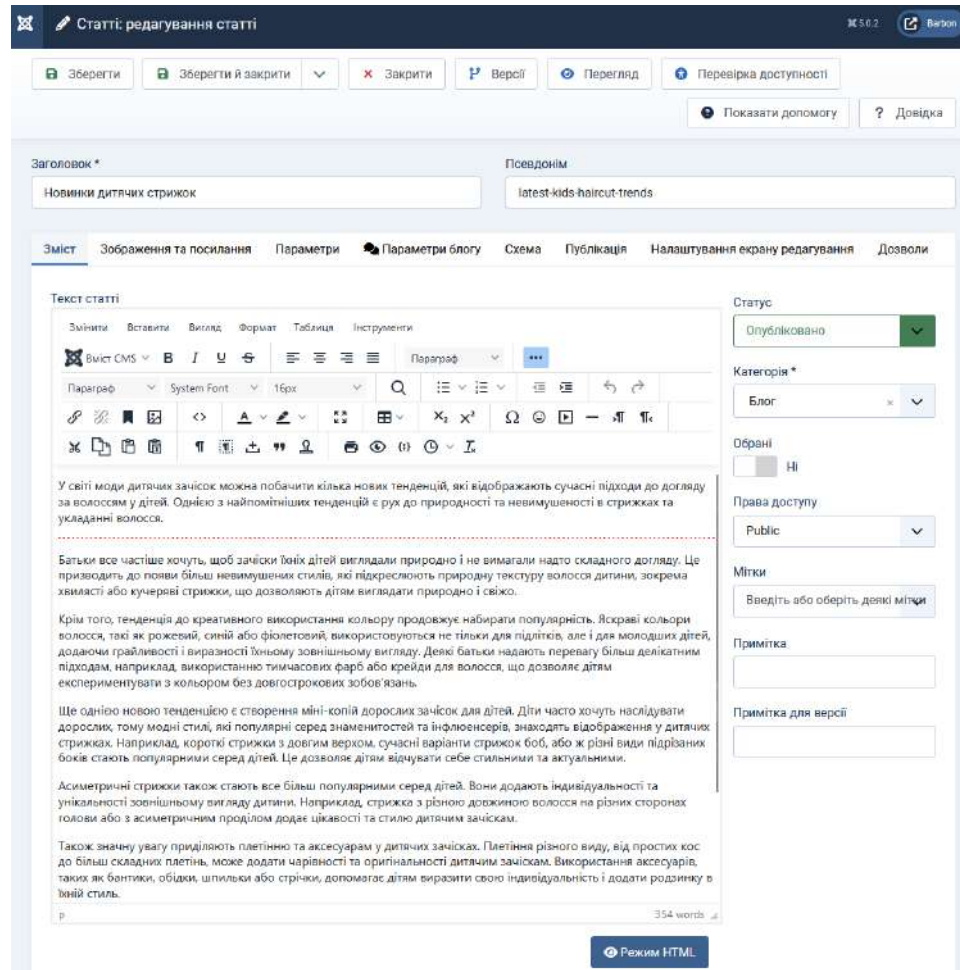 Статті: редагування статті
5.0.2
Barbon
Зберегти
Зберегти й закрити
Закрити
Версії
Перегляд
Перевірка доступності
Показати допомогу
? Довідка
Заголовок *
Псевдонім
Новинки дитячих стрижок
latest-kids-haircut-trends
Зміст
Зображення та посилання
Параметри
Параметри блогу
Схема
Публікація
Налаштування екрану редагування
Дозволи
Текст статті
Змінити Вставити Вигляд Формат Таблиця Інструменти
Вміст CMS B I U S Параграф
Параграф System Font 16px
У світі моди дитячих зачісок можна побачити кілька нових тенденцій, які відображають сучасні підходи до догляду
за волоссям у дітей. Однією з найпомітніших тенденцій є рух до природності та невимушеності в стрижках та
укладанні волосся.
Батьки все частіше хочуть, щоб зачіски їхніх дітей виглядали природно і не вимагали надто складного догляду. Це
призводить до появи більш невимушених стилів, які підкреслюють природну текстуру волосся дитини, зокрема
хвилясті або кучеряві стрижки, що дозволяють дітям виглядати природно і свіжо.
Крім того, тенденція до креативного використання кольору продовжує набирати популярність. Яскраві кольори
волосся, такі як рожевий, синій або фіолетовий, використовуються не тільки для підлітків, але і для молодших дітей,
додаючи грайливості і виразності їхньому зовнішньому вигляду. Деякі батьки надають перевагу більш делікатним
підходам, наприклад, використанню тимчасових фарб або крейди для волосся, що дозволяє дітям
експериментувати з кольором без довгострокових зобов'язань.
Ще однією новою тенденцією є створення міні-копій дорослих зачісок для дітей. Діти часто хочуть наслідувати
дорослих, тому модні стилі, які популярні серед знаменитостей та інфлюенсерів, знаходять відображення у дитячих
стрижках. Наприклад, короткі стрижки з довгим верхом, сучасні варіанти стрижок боб, або ж різні види підрізаних
боків стають популярними серед дітей. Це дозволяє дітям відчувати себе стильними та актуальними.
Асиметричні стрижки також стають все більш популярними серед дітей. Вони додають індивідуальності та
унікальності зовнішньому вигляду дитини. Наприклад, стрижка з різною довжиною волосся на різних сторонах
голови або з асиметричним проділом додає цікавості та стилю дитячим зачіскам.
Також значну увагу приділяють плетінню та аксесуарам у дитячих зачісках. Плетіння різного виду, від простих кос
до більш складних плетінь, може додати чарівності та оригінальності дитячим зачіскам. Використання аксесуарів,
таких як бантики, обідки, шпильки або стрічки, допомагає дітям виразити свою індивідуальність і додати родзинку в
їхній стиль.
p
354 words
Режим HTML
Статус
Опубліковано
Категорія *
Блог
Обрані
Ні
Права доступу
Public
Мітки
Введіть або оберіть деякі мітки
Примітка
Примітка для версії